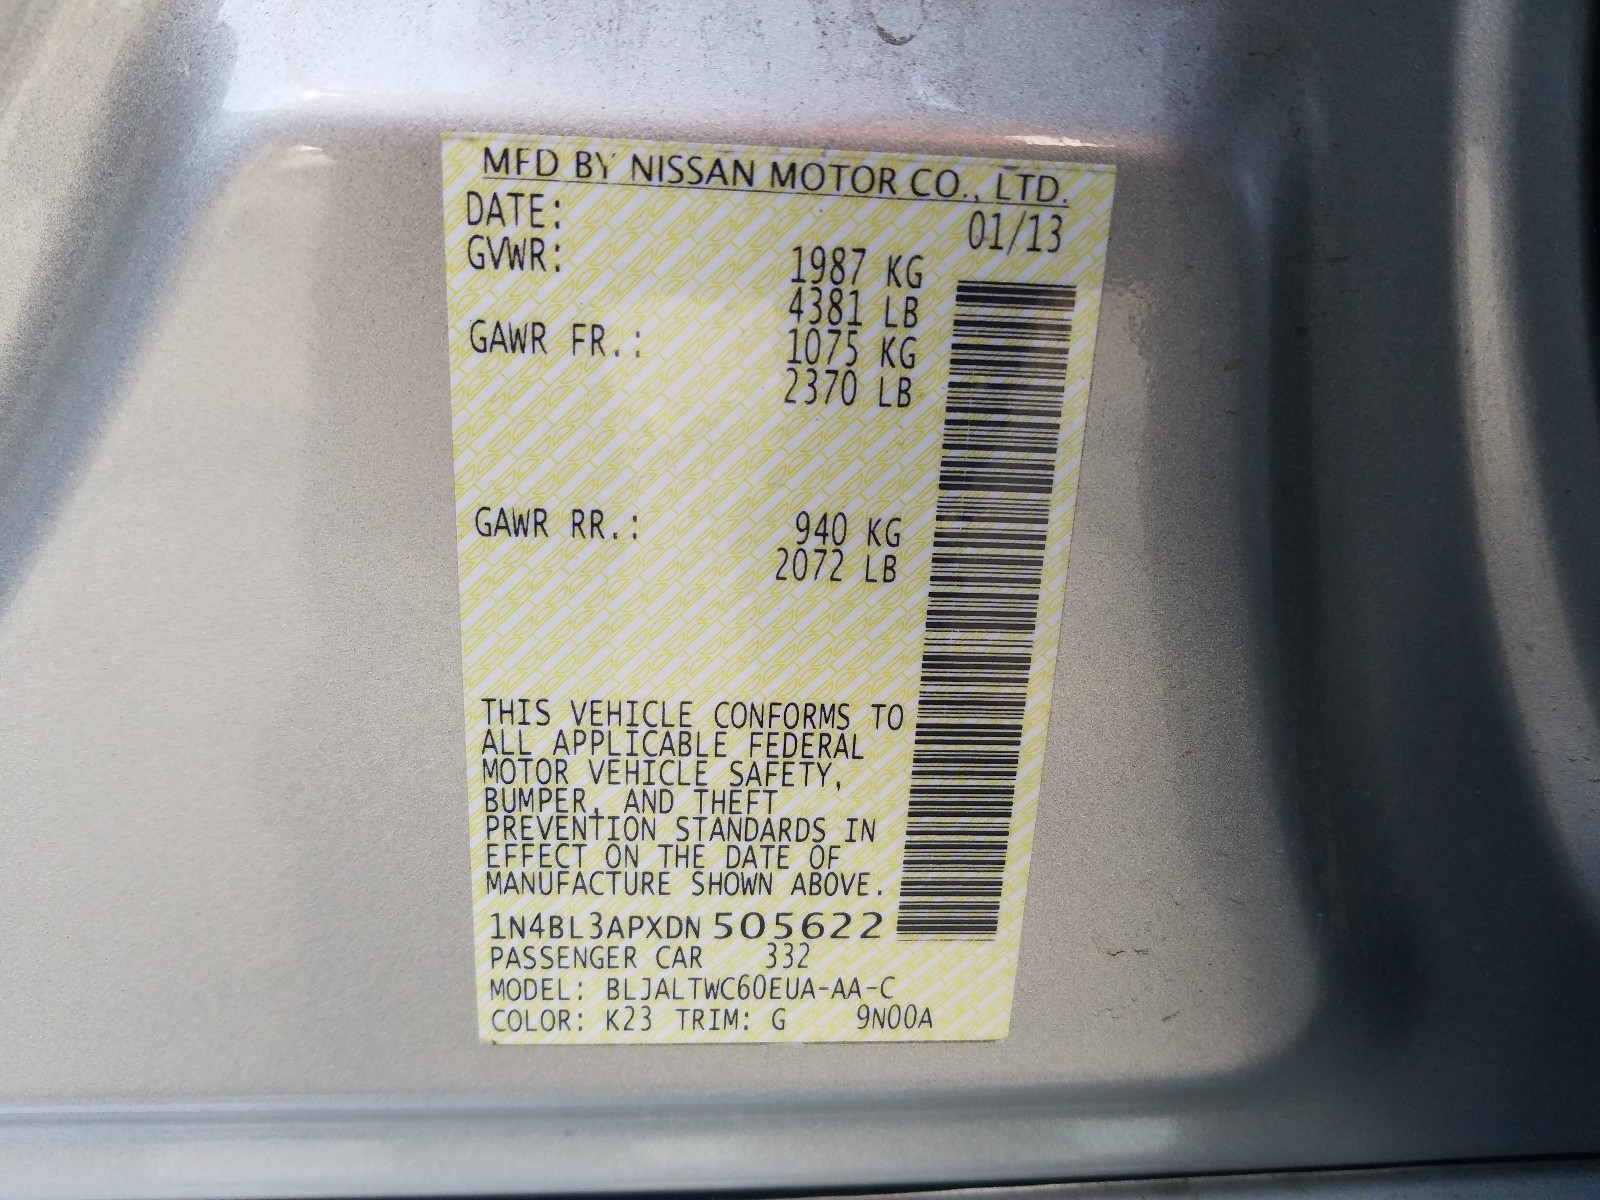 MFD BY NISSAN MOTOR CO., LTD.
DATE: 01/13
GVWR: 1987 KG
4381 LB
GAWR FR.: 1075 KG
2370 LB
GAWR RR.: 940 KG
2072 LB
THIS VEHICLE CONFORMS TO
ALL APPLICABLE FEDERAL
MOTOR VEHICLE SAFETY,
BUMPER, AND THEFT
PREVENTION STANDARDS IN
EFFECT ON THE DATE OF
MANUFACTURE SHOWN ABOVE.
1N4BL3APXDN505622
PASSENGER CAR 332
MODEL: BLJALTWC60EUA-AA-C
COLOR: K23 TRIM: G 9N00A